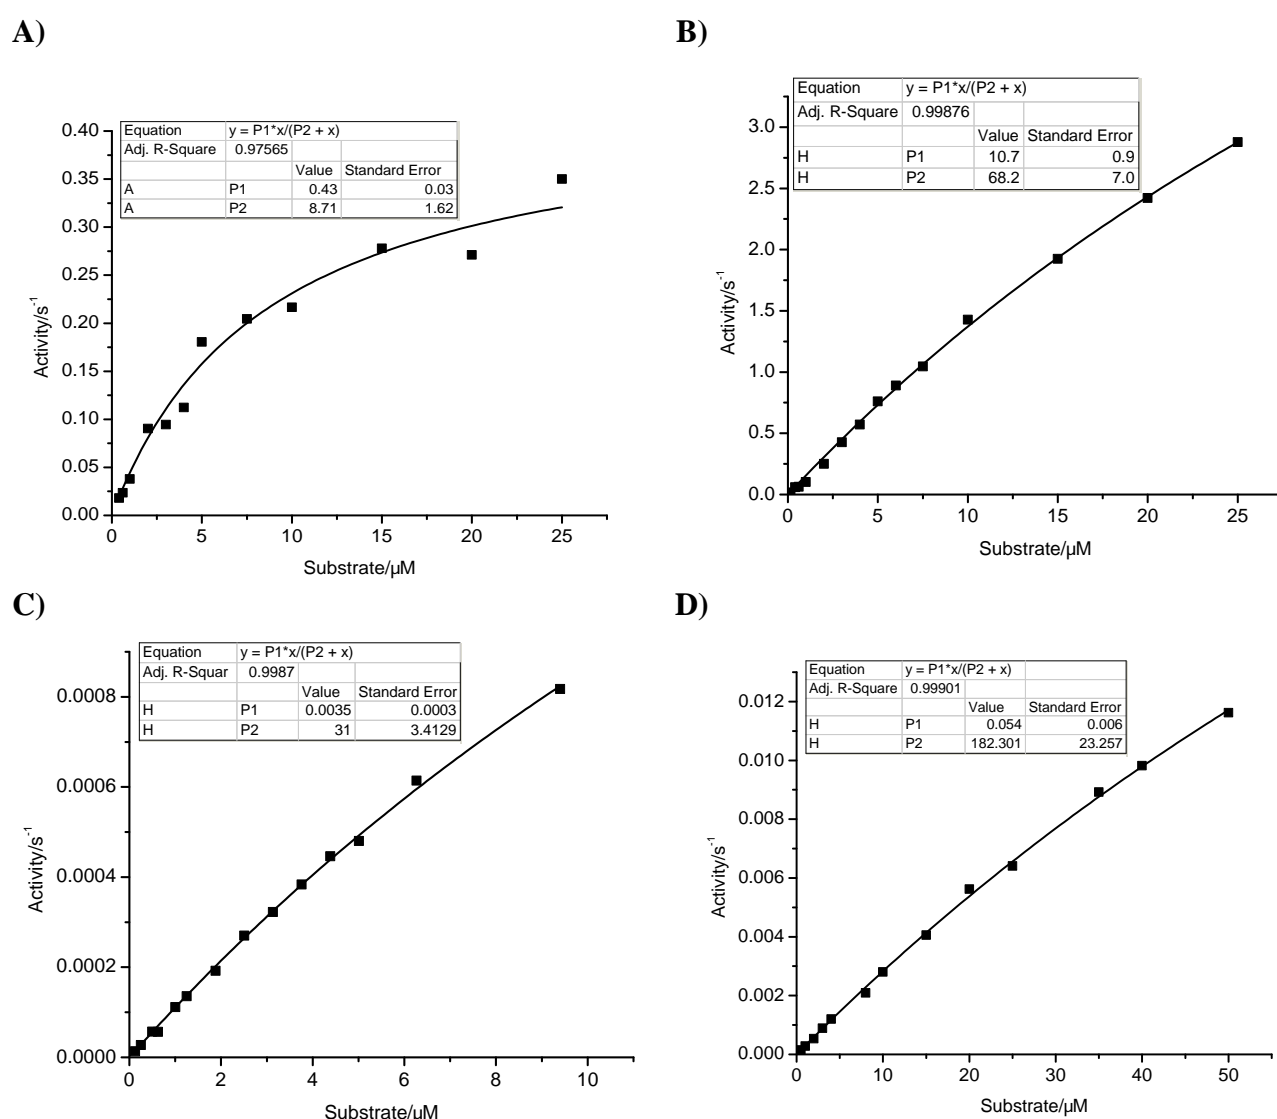 A)
Equation y = P1*x/(P2 + x)
Adj. R-Square 0.97565
Value Standard Error
A P1 0.43 0.03
A P2 8.71 1.62
0.40
0.35
0.30
0.25
0.20
0.15
0.10
0.05
0.00
Activity/s-1
0 5 10 15 20 25
Substrate/µM
B)
Equation y = P1*x/(P2 + x)
Adj. R-Square 0.99876
Value Standard Error
H P1 10.7 0.9
H P2 68.2 7.0
3.0
2.5
2.0
1.5
1.0
0.5
0.0
Activity/s-1
0 5 10 15 20 25
Substrate/µM
C)
Equation y = P1*x/(P2 + x)
Adj. R-Squar 0.9987
Value Standard Error
H P1 0.0035 0.0003
H P2 31 3.4129
0.0008
0.0006
0.0004
0.0002
0.0000
Activity/s-1
0 2 4 6 8 10
Substrate/µM
D)
Equation y = P1*x/(P2 + x)
Adj. R-Square 0.99901
Value Standard Error
H P1 0.054 0.006
H P2 182.301 23.257
0.012
0.010
0.008
0.006
0.004
0.002
0.000
Activity/s-1
0 10 20 30 40 50
Substrate/µM